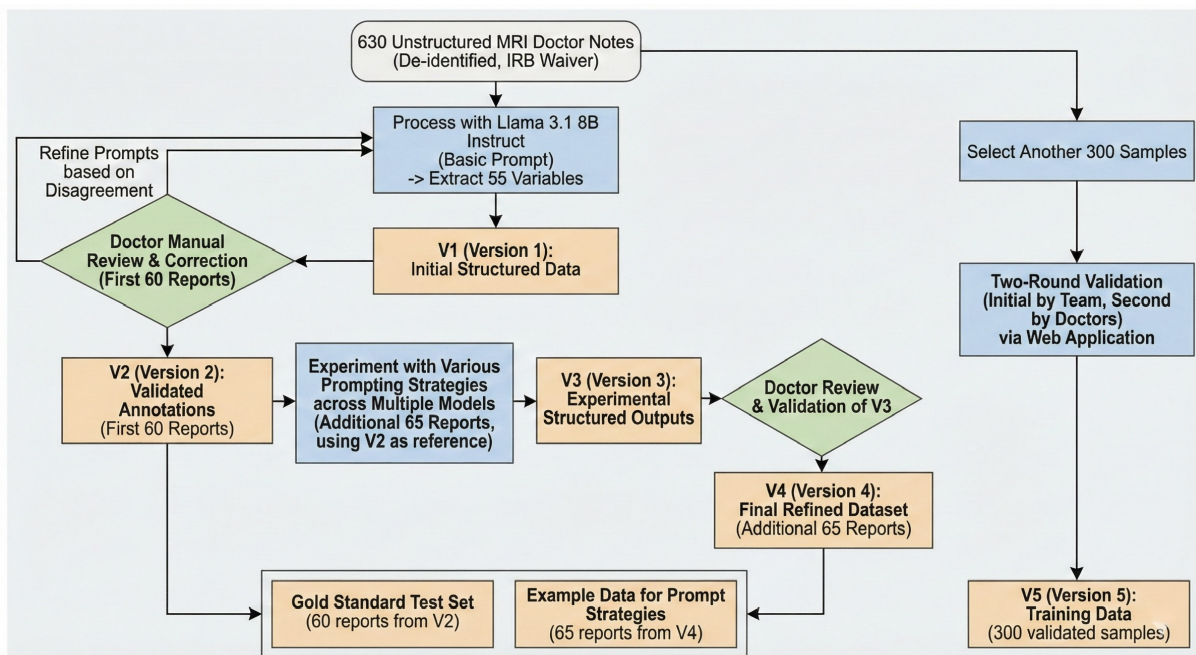 630 Unstructured MRI Doctor Notes
(De-identified, IRB Waiver)
Process with Llama 3.1 8B
Instruct
(Basic Prompt)
-> Extract 55 Variables
Select Another 300 Samples
Refine Prompts
based on
Disagreement
Doctor Manual
Review & Correction
(First 60 Reports)
V1 (Version 1):
Initial Structured Data
Two-Round Validation
(Initial by Team, Second
by Doctors)
via Web Application
V2 (Version 2):
Validated
Annotations
(First 60 Reports)
Experiment with Various
Prompting Strategies
across Multiple Models
(Additional 65 Reports,
using V2 as reference)
V3 (Version 3):
Experimental
Structured Outputs
Doctor Review
& Validation of V3
V4 (Version 4):
Final Refined Dataset
(Additional 65 Reports)
Gold Standard Test Set
(60 reports from V2)
Example Data for Prompt
Strategies
(65 reports from V4)
V5 (Version 5):
Training Data
(300 validated samples)